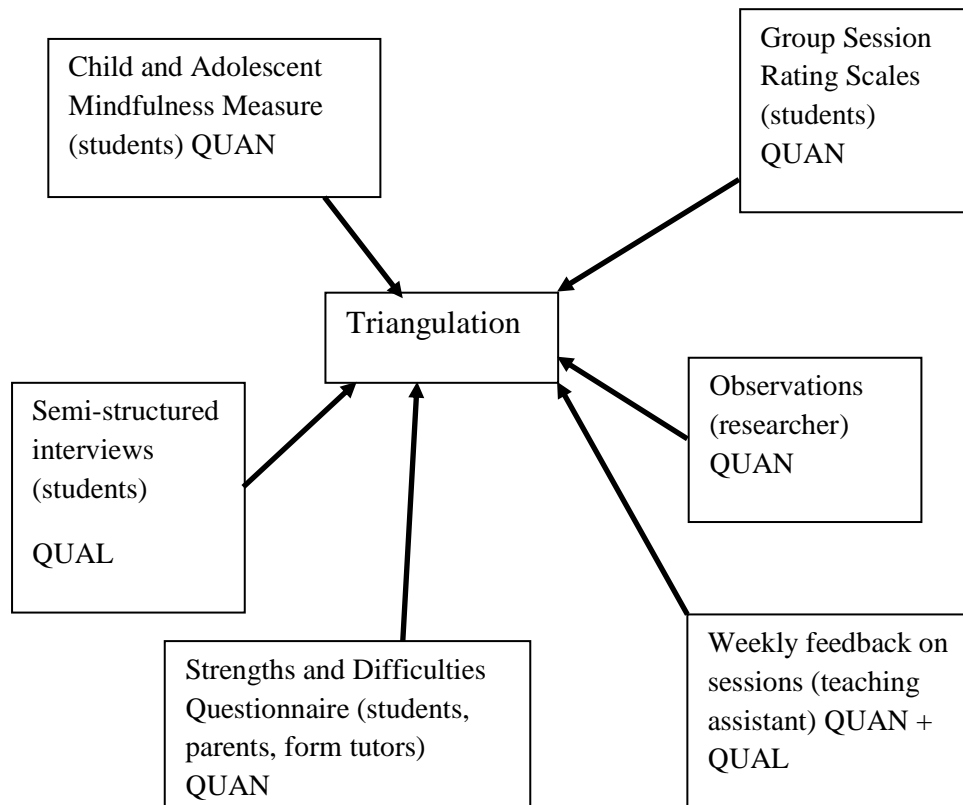 Child and Adolescent
Mindfulness Measure
(students) QUAN
Group Session
Rating Scales
(students)
QUAN
Triangulation
Semi-structured
interviews
(students)
QUAL
Observations
(researcher)
QUAN
Strengths and Difficulties
Questionnaire (students,
parents, form tutors)
QUAN
Weekly feedback on
sessions (teaching
assistant) QUAN +
QUAL